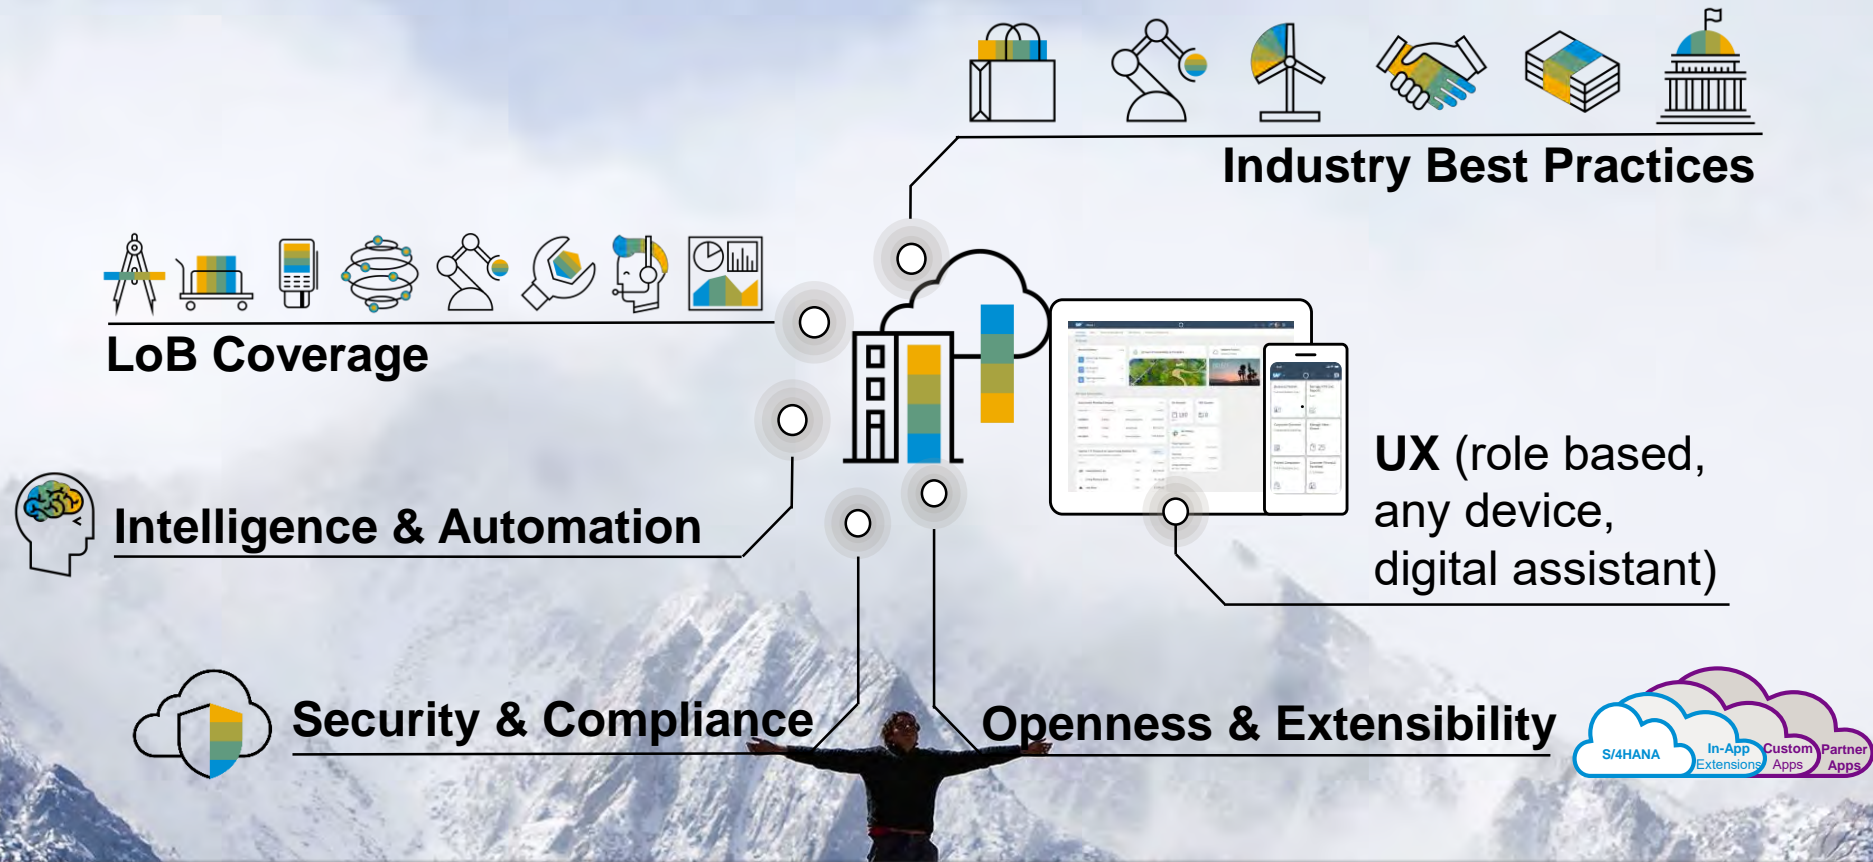 Industry Best Practices
LoB Coverage
UX (role based,
any device,
digital assistant)
Intelligence & Automation
Security & Compliance
Openness & Extensibility
S/4HANA
In-App
Extensions
Custom
Apps
Partner
Apps